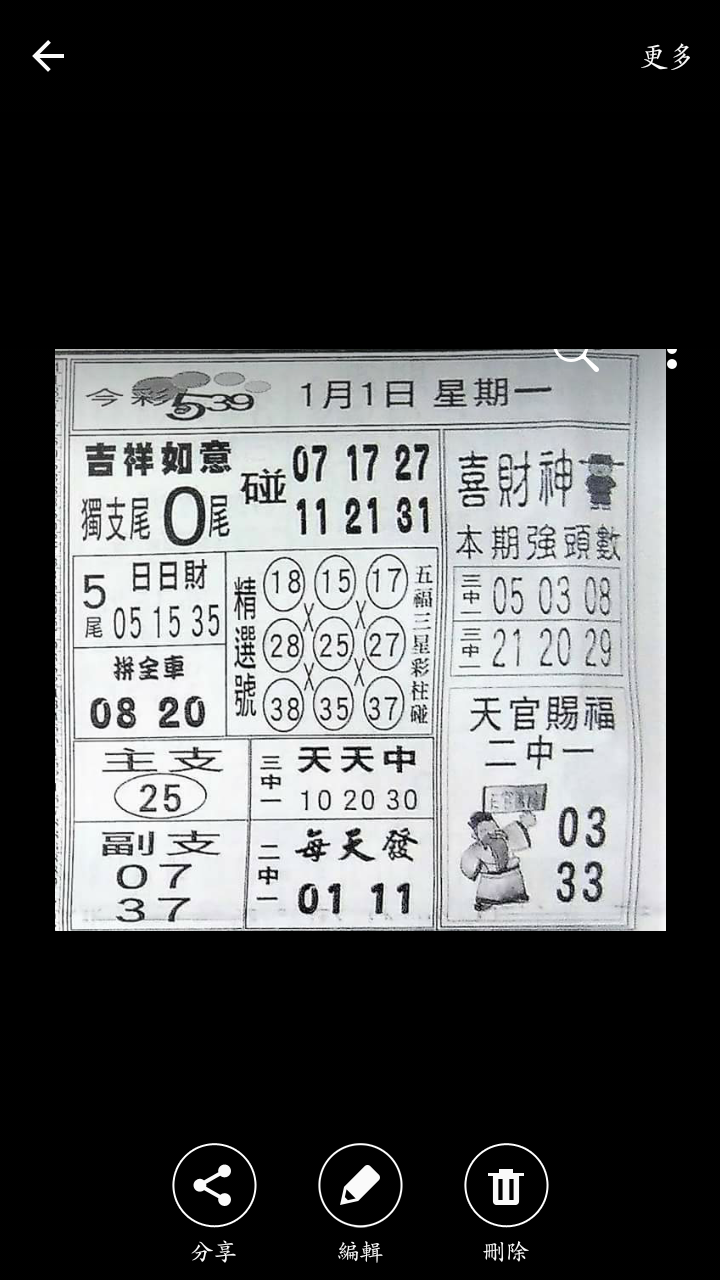 更多
今彩539 1月1日 星期一
吉祥如意
獨支尾 0尾
碰
07 17 27
11 21 31
喜財神
本期強頭數
三中一 05 03 08
三中一 21 20 29
5尾
日日財
05 15 35
拼全車
08 20
精選號
18 15 17
28 25 27
38 35 37
五福三星彩柱碰
天官賜福
二中一
03
33
主支
25
三中一
天天中
10 20 30
副支
07
37
二中一
每天發
01 11
分享 編輯 刪除